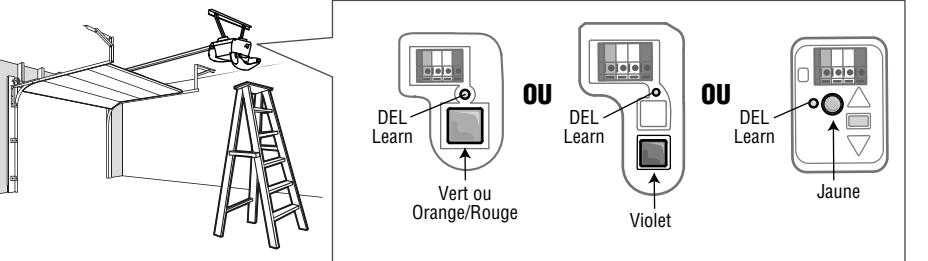 DEL
Learn
Vert ou
Orange/Rouge
OU
DEL
Learn
Violet
OU
DEL
Learn
Jaune